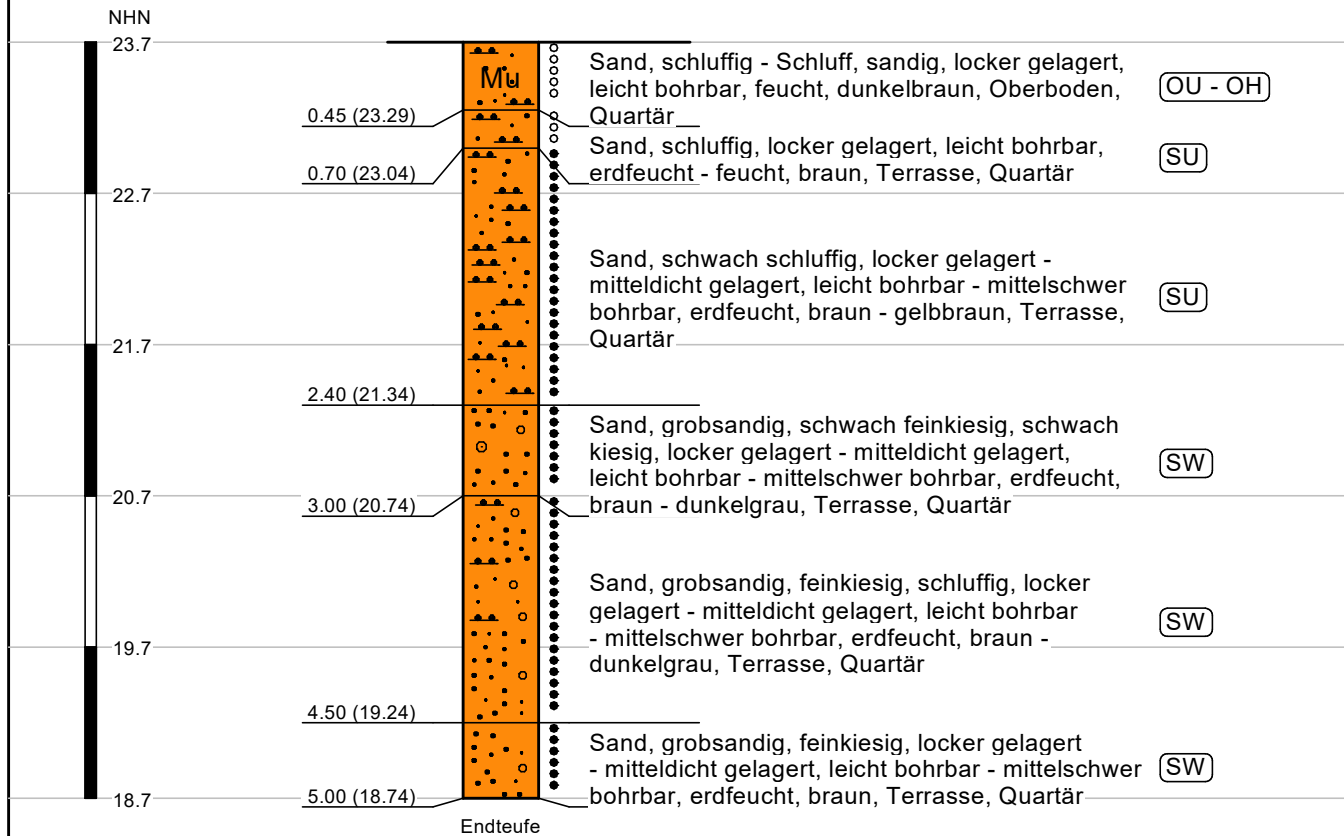 NHN
23.7
Mu
Sand, schluffig - Schluff, sandig, locker gelagert,
leicht bohrbar, feucht, dunkelbraun, Oberboden,
Quartär
OU - OH
0.45 (23.29)
Sand, schluffig, locker gelagert, leicht bohrbar,
erdfeucht - feucht, braun, Terrasse, Quartär
SU
0.70 (23.04)
22.7
Sand, schwach schluffig, locker gelagert -
mitteldicht gelagert, leicht bohrbar - mittelschwer
bohrbar, erdfeucht, braun - gelbbraun, Terrasse,
Quartär
SU
21.7
2.40 (21.34)
Sand, grobsandig, schwach feinkiesig, schwach
kiesig, locker gelagert - mitteldicht gelagert,
leicht bohrbar - mittelschwer bohrbar, erdfeucht,
braun - dunkelgrau, Terrasse, Quartär
SW
20.7
3.00 (20.74)
Sand, grobsandig, feinkiesig, schluffig, locker
gelagert - mitteldicht gelagert, leicht bohrbar
- mittelschwer bohrbar, erdfeucht, braun -
dunkelgrau, Terrasse, Quartär
SW
19.7
4.50 (19.24)
Sand, grobsandig, feinkiesig, locker gelagert
- mitteldicht gelagert, leicht bohrbar - mittelschwer
bohrbar, erdfeucht, braun, Terrasse, Quartär
SW
18.7
5.00 (18.74)
Endteufe